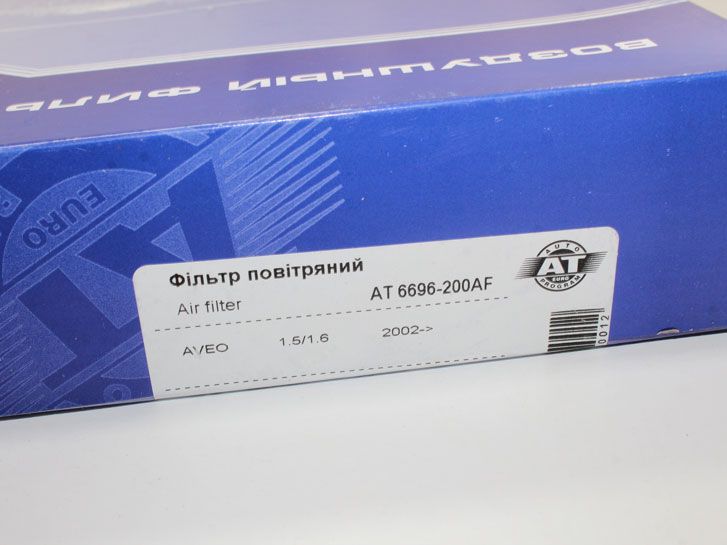 ВОЗДУШНЫЙ ФИЛЬ
EURO
Фільтр повітряний
Air filter
AT 6696-200AF
AVEO 1.5/1.6 2002->
AUTO
AT
EURO
PROGRAM
0012